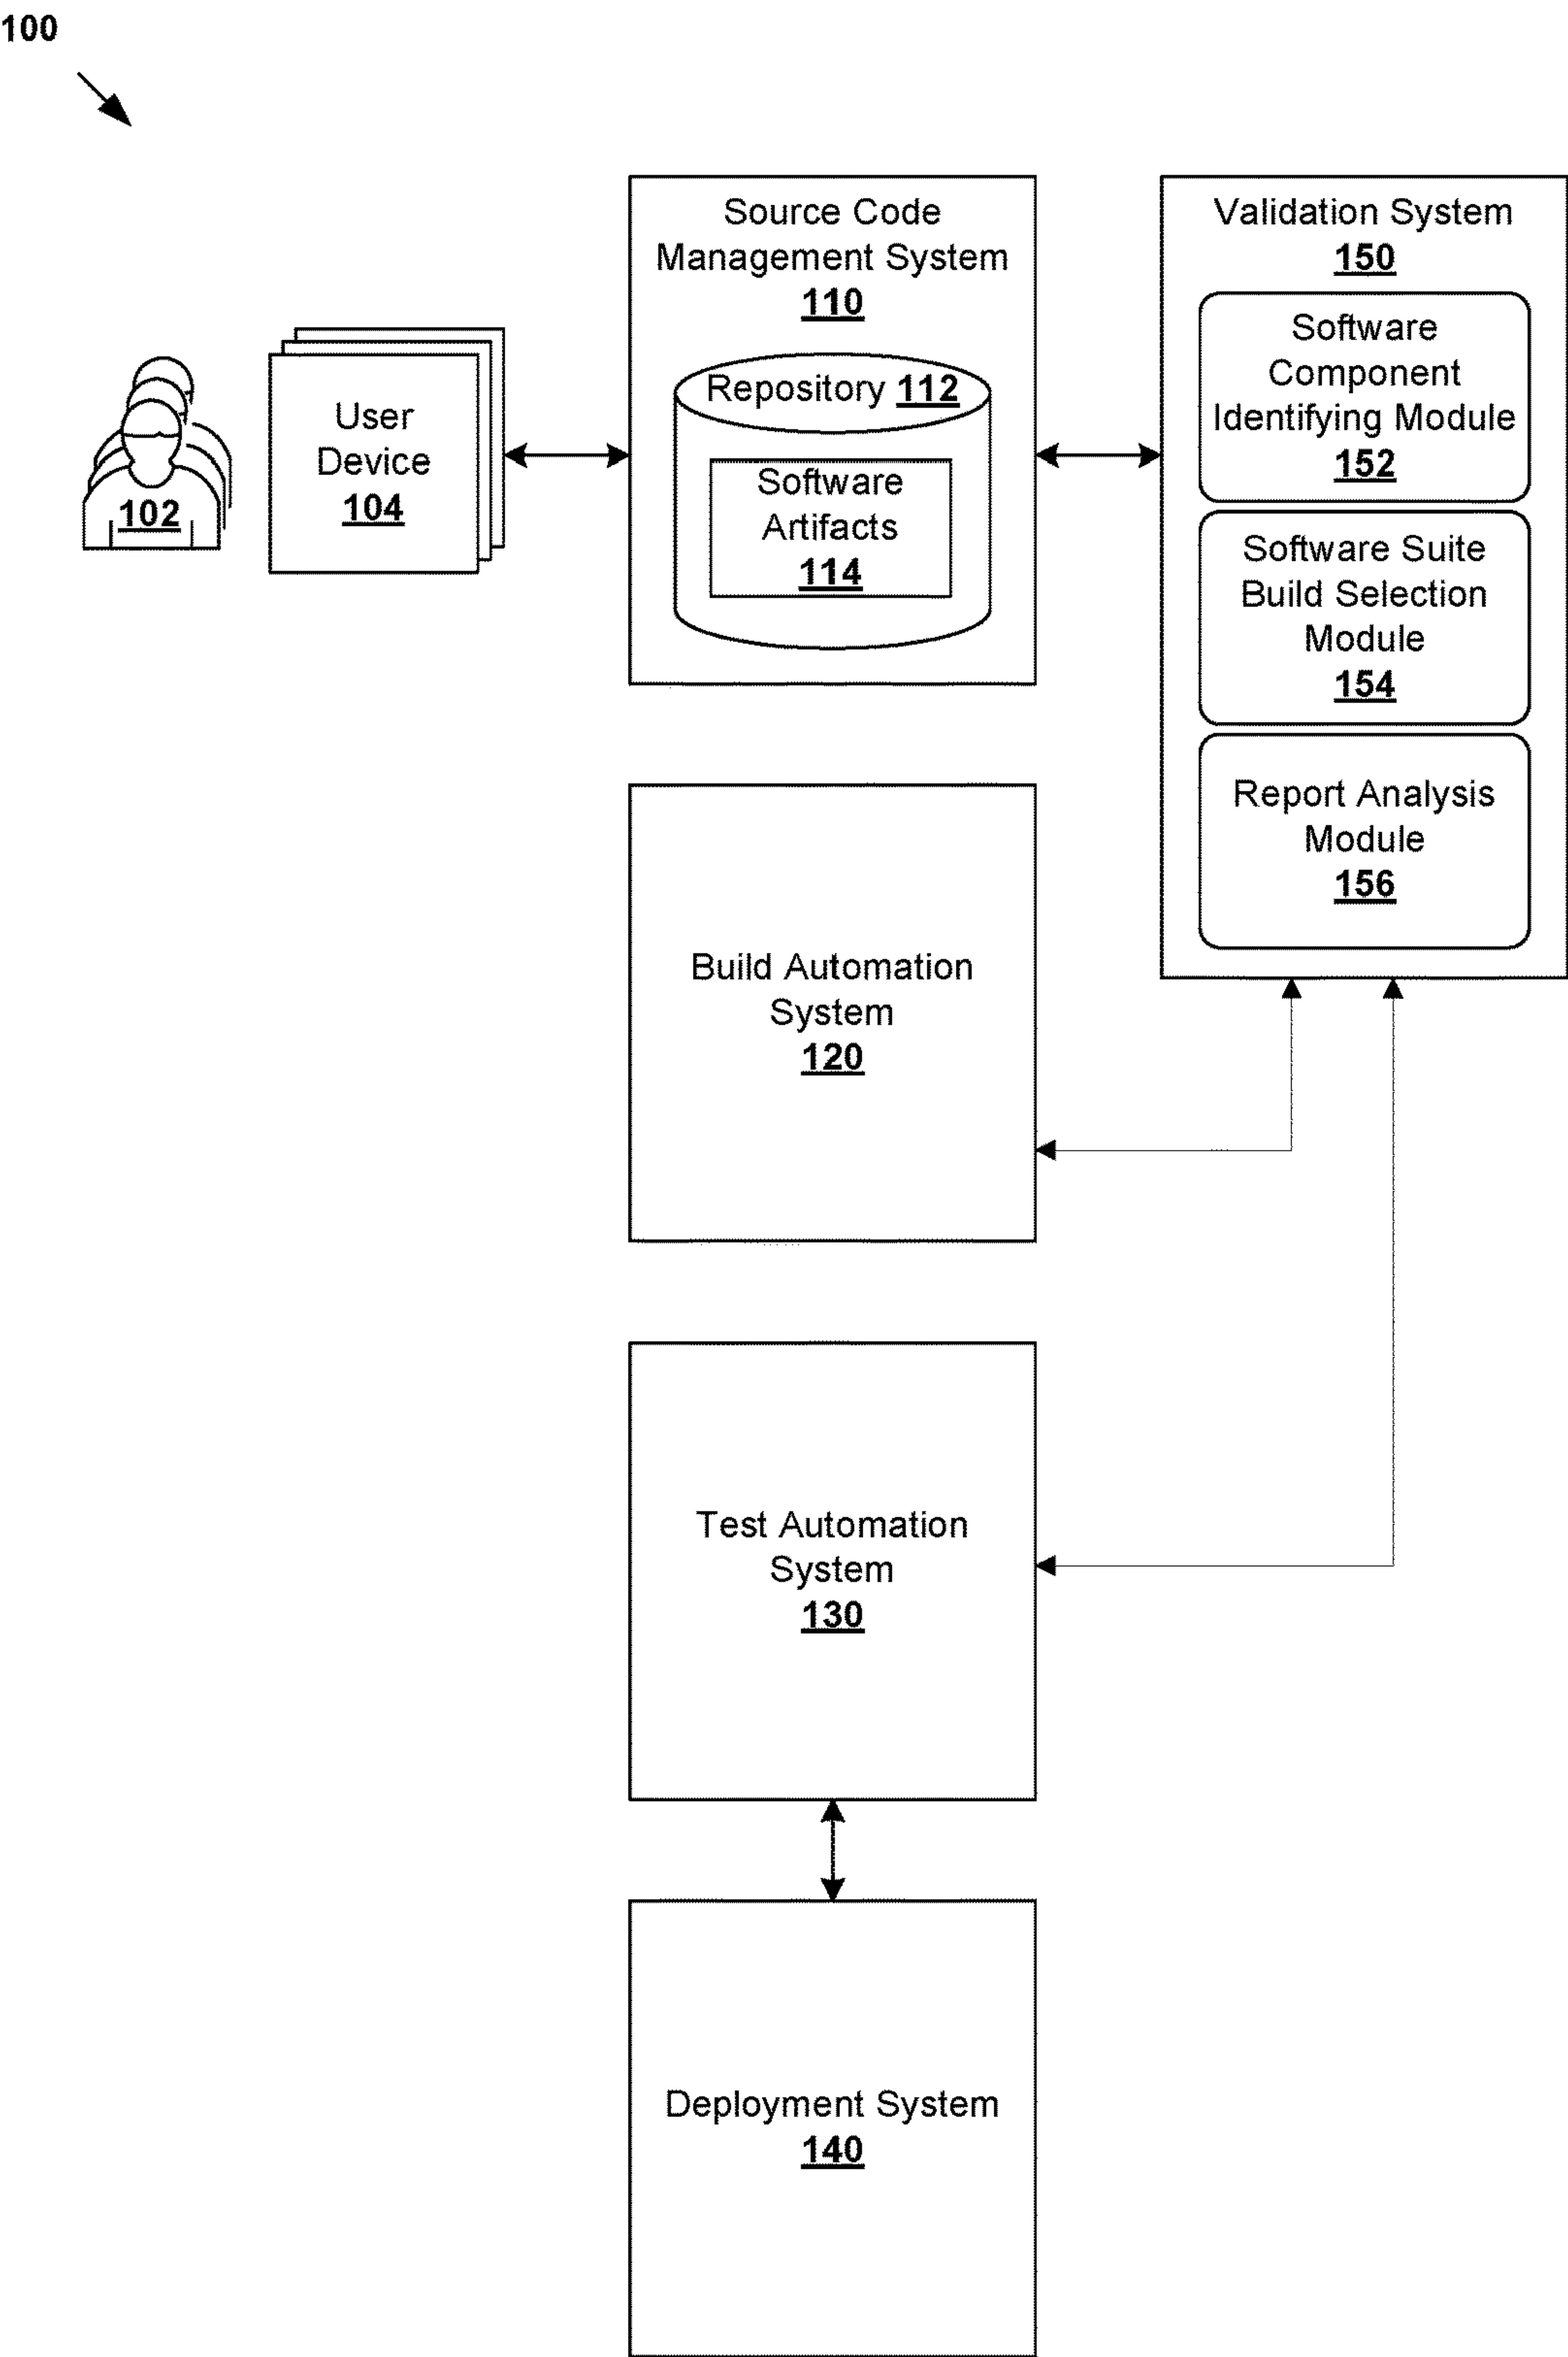 100
102
User
Device
104
Source Code
Management System
110
Repository 112
Software
Artifacts
114
Validation System
150
Software
Component
Identifying Module
152
Software Suite
Build Selection
Module
154
Report Analysis
Module
156
Build Automation
System
120
Test Automation
System
130
Deployment System
140